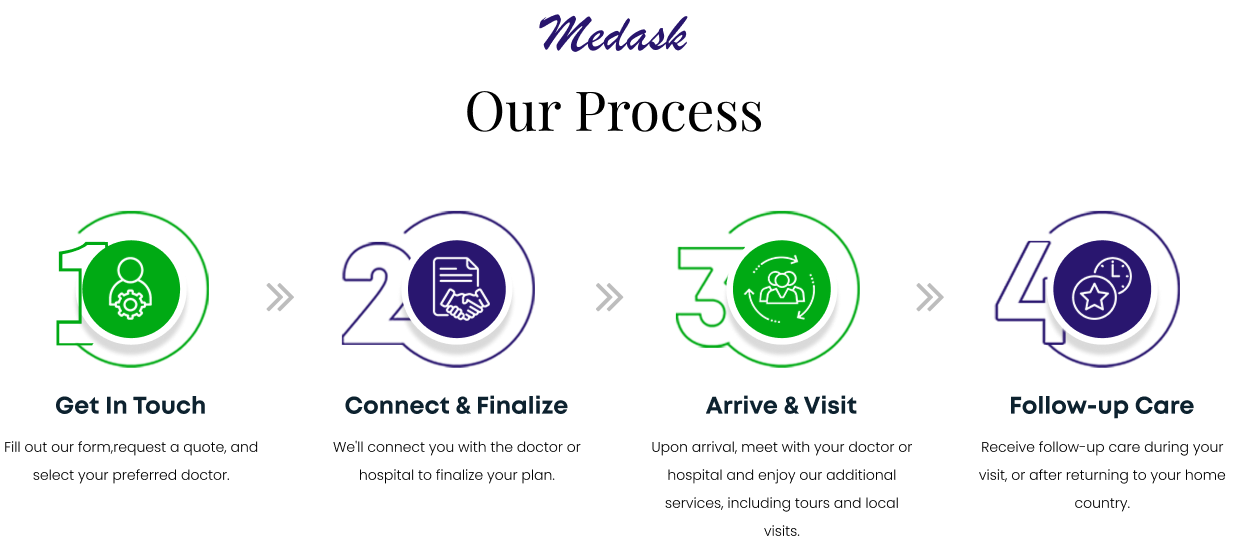 Medask
Our Process
1
2
3
4
Get In Touch
Fill out our form,request a quote, and
select your preferred doctor.
Connect & Finalize
We'll connect you with the doctor or
hospital to finalize your plan.
Arrive & Visit
Upon arrival, meet with your doctor or
hospital and enjoy our additional
services, including tours and local
visits.
Follow-up Care
Receive follow-up care during your
visit, or after returning to your home
country.